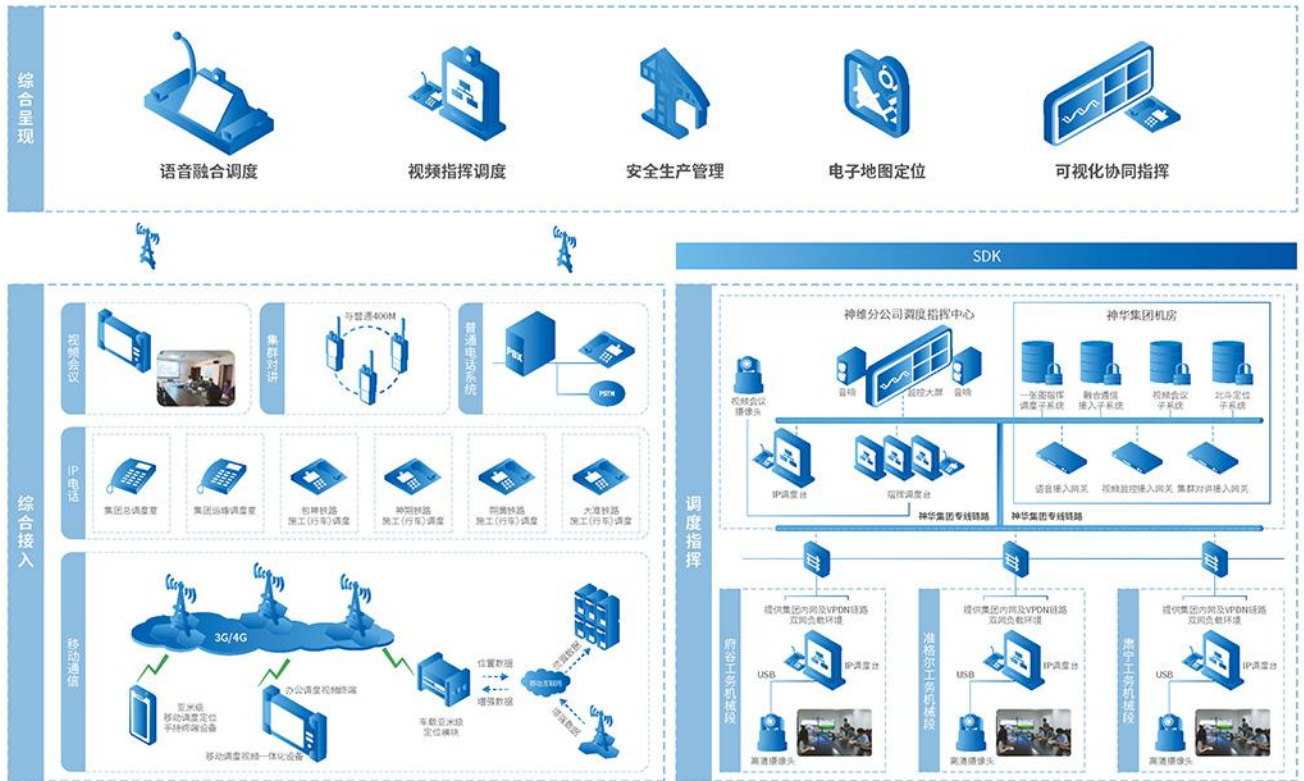 综合呈现
语音融合调度
视频指挥调度
安全生产管理
电子地图定位
可视化协同指挥
SDK
综合接入
视频会议
集群对讲
与普通400M
普通电话系统
PBX
PSTN
IP电话
集团总调度室
集团运维调度室
包神铁路
施工(行车)调度
神朔铁路
施工(行车)调度
朔黄铁路
施工(行车)调度
大准铁路
施工(行车)调度
移动通信
3G/4G
亚米级
移动调度定位
手持终端设备
办公调度视频终端
移动调度视频一体化设备
车载亚米级
定位模块
位置数据
增强数据
移动互联网
位置数据
增强数据
调度指挥
神维分公司调度指挥中心
视频会议
摄像头
音响
监控大屏
音响
IP调度台
指挥调度台
神华集团机房
一张图指挥
调度子系统
融合通信
接入子系统
视频会议
子系统
北斗定位
子系统
语音接入网关
视频监控接入网关
集群对讲接入网关
神华集团专线链路
神华集团专线链路
府谷工务机械段
提供集团内网及VPDN链路
双网负载环境
IP调度台
USB
高清摄像头
准格尔工务机械段
提供集团内网及VPDN链路
双网负载环境
IP调度台
USB
高清摄像头
肃宁工务机械段
提供集团内网及VPDN链路
双网负载环境
IP调度台
USB
高清摄像头